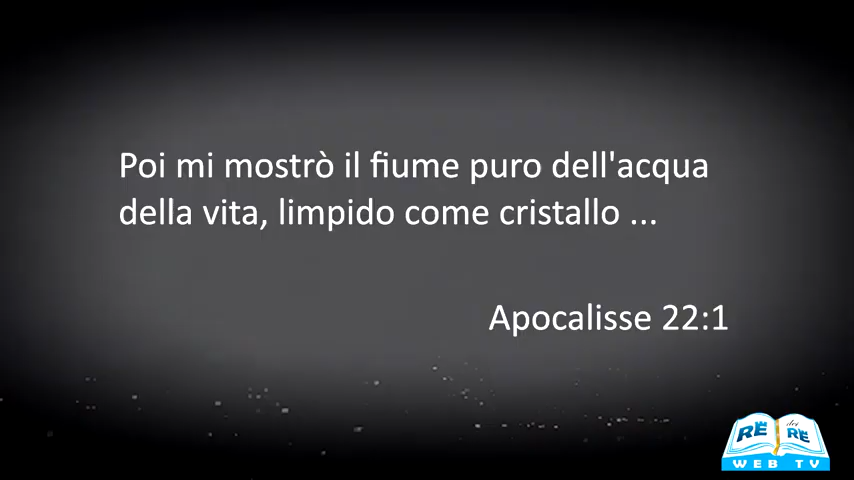 Poi mi mostrò il fiume puro dell'acqua
della vita, limpido come cristallo ...
Apocalisse 22:1
RE dei RE
WEB TV